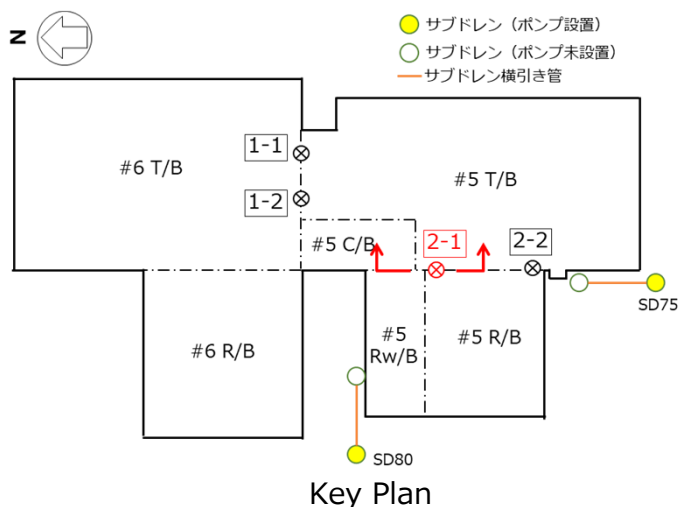 N
サブドレン（ポンプ設置）
サブドレン（ポンプ未設置）
サブドレン横引き管
1-1
#6 T/B
#5 T/B
1-2
#5 C/B
2-1
2-2
SD75
#6 R/B
#5
Rw/B
#5 R/B
SD80
Key Plan